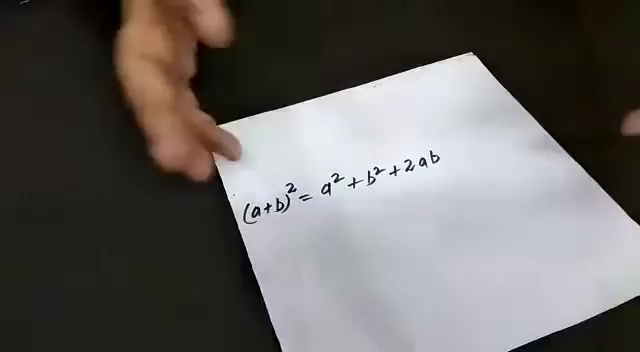 (a+b)² = a² + b² + 2ab